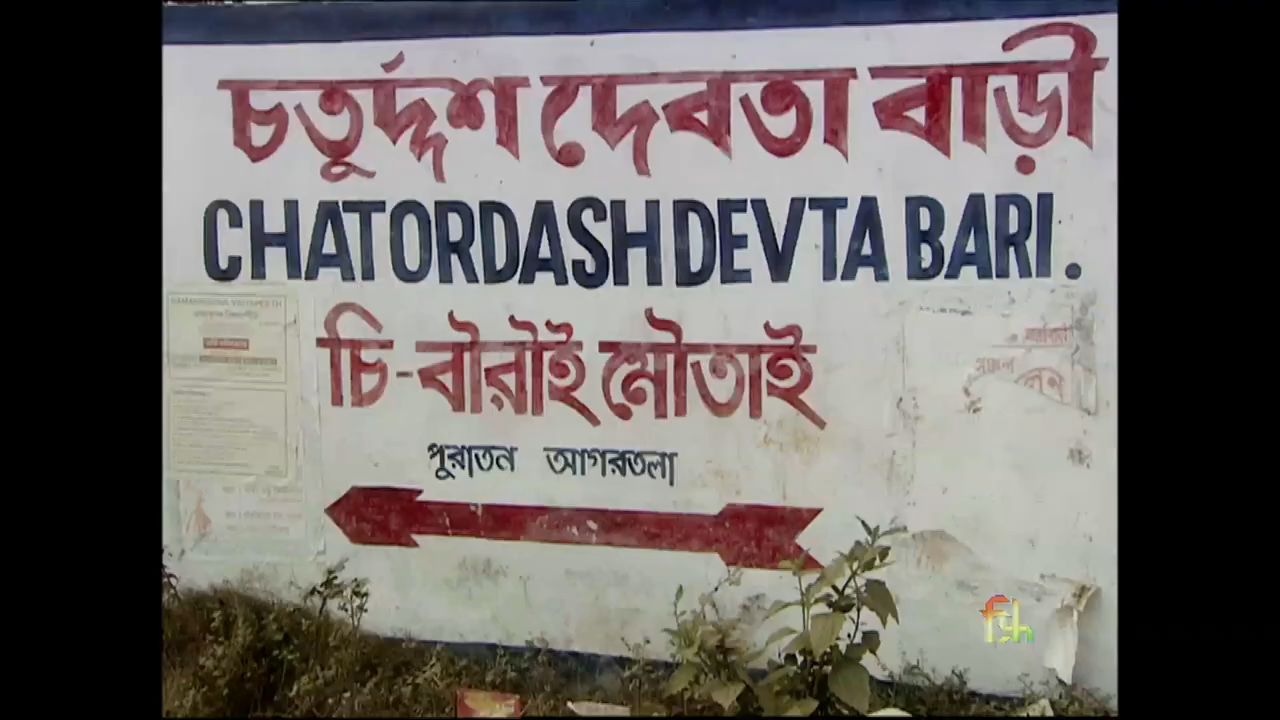 চতুর্দ্দশ দেবতা বাড়ী
CHATORDASH DEVTA BARI.
চি-বীরীই মৌতাই
পুরাতন আগরতলা